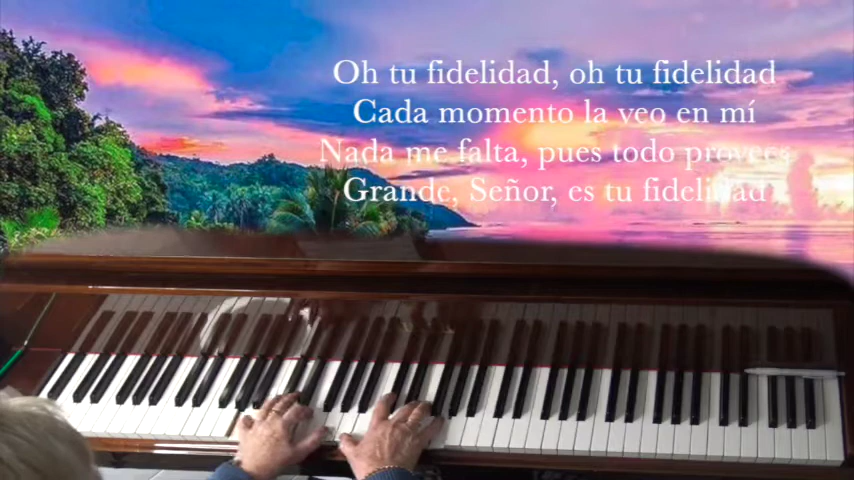 Oh tu fidelidad, oh tu fidelidad
Cada momento la veo en mí
Nada me falta, pues todo provees
Grande, Señor, es tu fidelidad